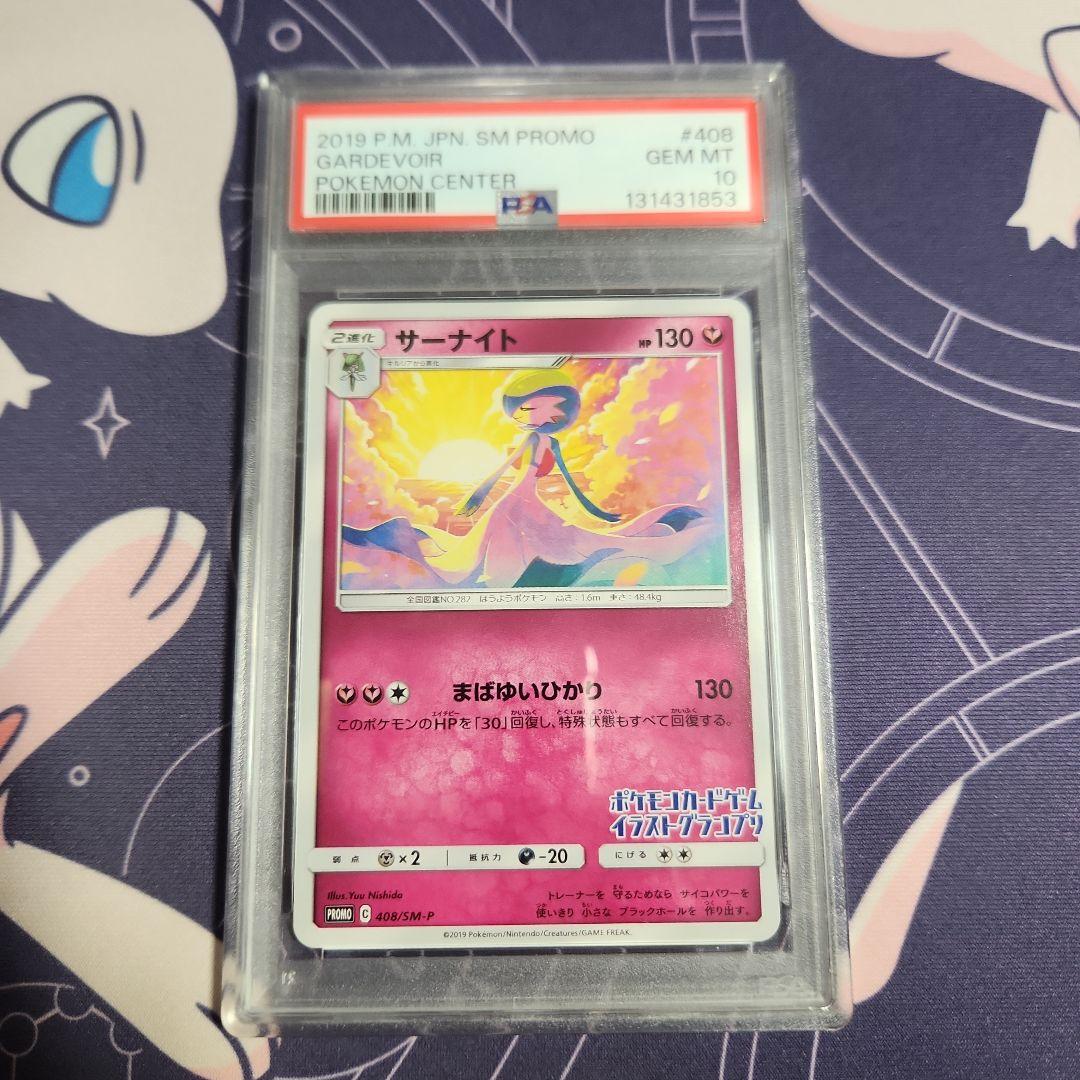 2019 P.M. JPN. SM PROMO #408
GARDEVOIR GEM MT
POKEMON CENTER 10
PSA 131431853
2進化 サーナイト HP 130
キルリアから進化
全国図鑑NO.282 ほうようポケモン 高さ:1.6m 重さ:48.4kg
まばゆいひかり 130
このポケモンのHPを「30」回復し、特殊状態もすべて回復する。
ポケモンカードゲーム
イラストグランプリ
弱点 ×2 抵抗力 -20 にげる
Illus.Yuu Nishida
トレーナーを 守るためなら サイコパワーを
使いきり 小さな ブラックホールを 作り出す。
PROMO C 408/SM-P
©2019 Pokémon/Nintendo/Creatures/GAME FREAK.